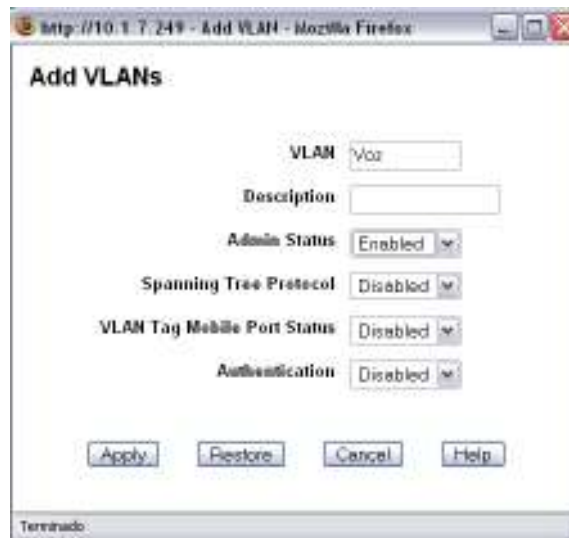 http://10.1.7.249 - Add VLAN - Mozilla Firefox
Add VLANs
VLAN Voz
Description
Admin Status Enabled
Spanning Tree Protocol Disabled
VLAN Tag Mobile Port Status Disabled
Authentication Disabled
Apply Restore Cancel Help
Terminado